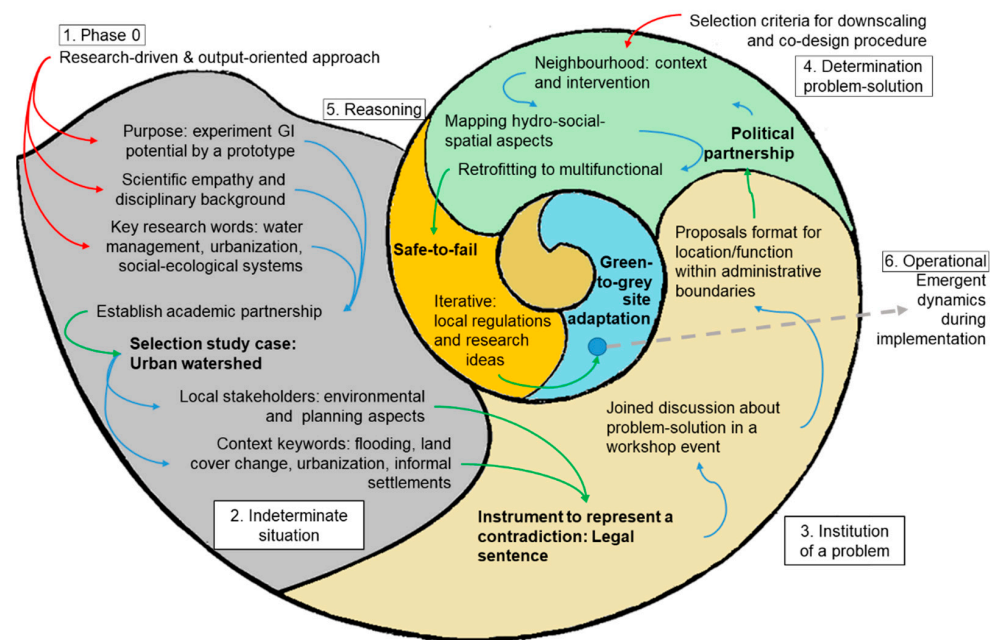 1. Phase 0
Research-driven & output-oriented approach
Purpose: experiment GI
potential by a prototype
Scientific empathy and
disciplinary background
Key research words: water
management, urbanization,
social-ecological systems
Establish academic partnership
Selection study case:
Urban watershed
Local stakeholders: environmental
and planning aspects
Context keywords: flooding, land
cover change, urbanization, informal
settlements
2. Indeterminate
situation
Instrument to represent a
contradiction: Legal
sentence
3. Institution
of a problem
Joined discussion about
problem-solution in a
workshop event
Proposals format for
location/function
within administrative
boundaries
Political
partnership
Selection criteria for downscaling
and co-design procedure
4. Determination
problem-solution
Neighbourhood: context
and intervention
Mapping hydro-social-
spatial aspects
Retrofitting to multifunctional
5. Reasoning
Safe-to-fail
Iterative:
local regulations
and research
ideas
Green-
to-grey
site
adaptation
6. Operational
Emergent
dynamics
during
implementation